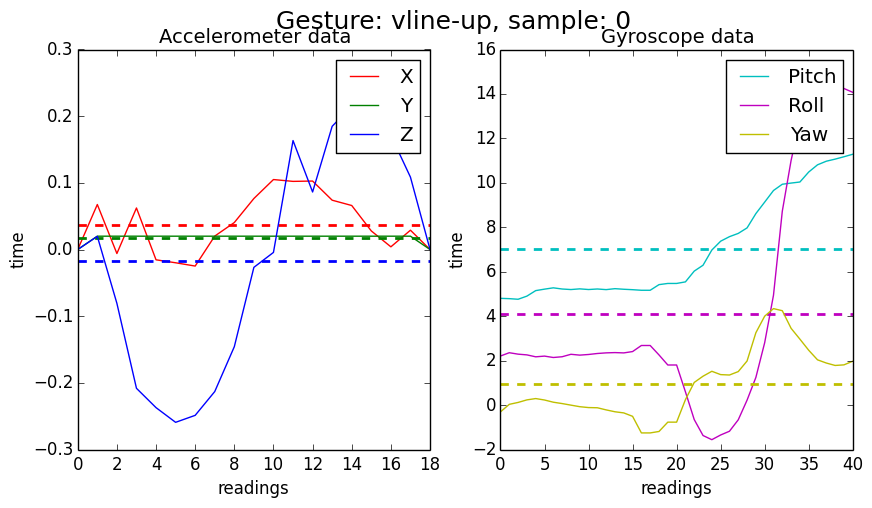 Gesture: vline-up, sample: 0
Accelerometer data
X
Y
Z
0.3
0.2
0.1
0.0
−0.1
−0.2
−0.3
time
0 2 4 6 8 10 12 14 16 18
readings
Gyroscope data
Pitch
Roll
Yaw
16
14
12
10
8
6
4
2
0
−2
time
0 5 10 15 20 25 30 35 40
readings